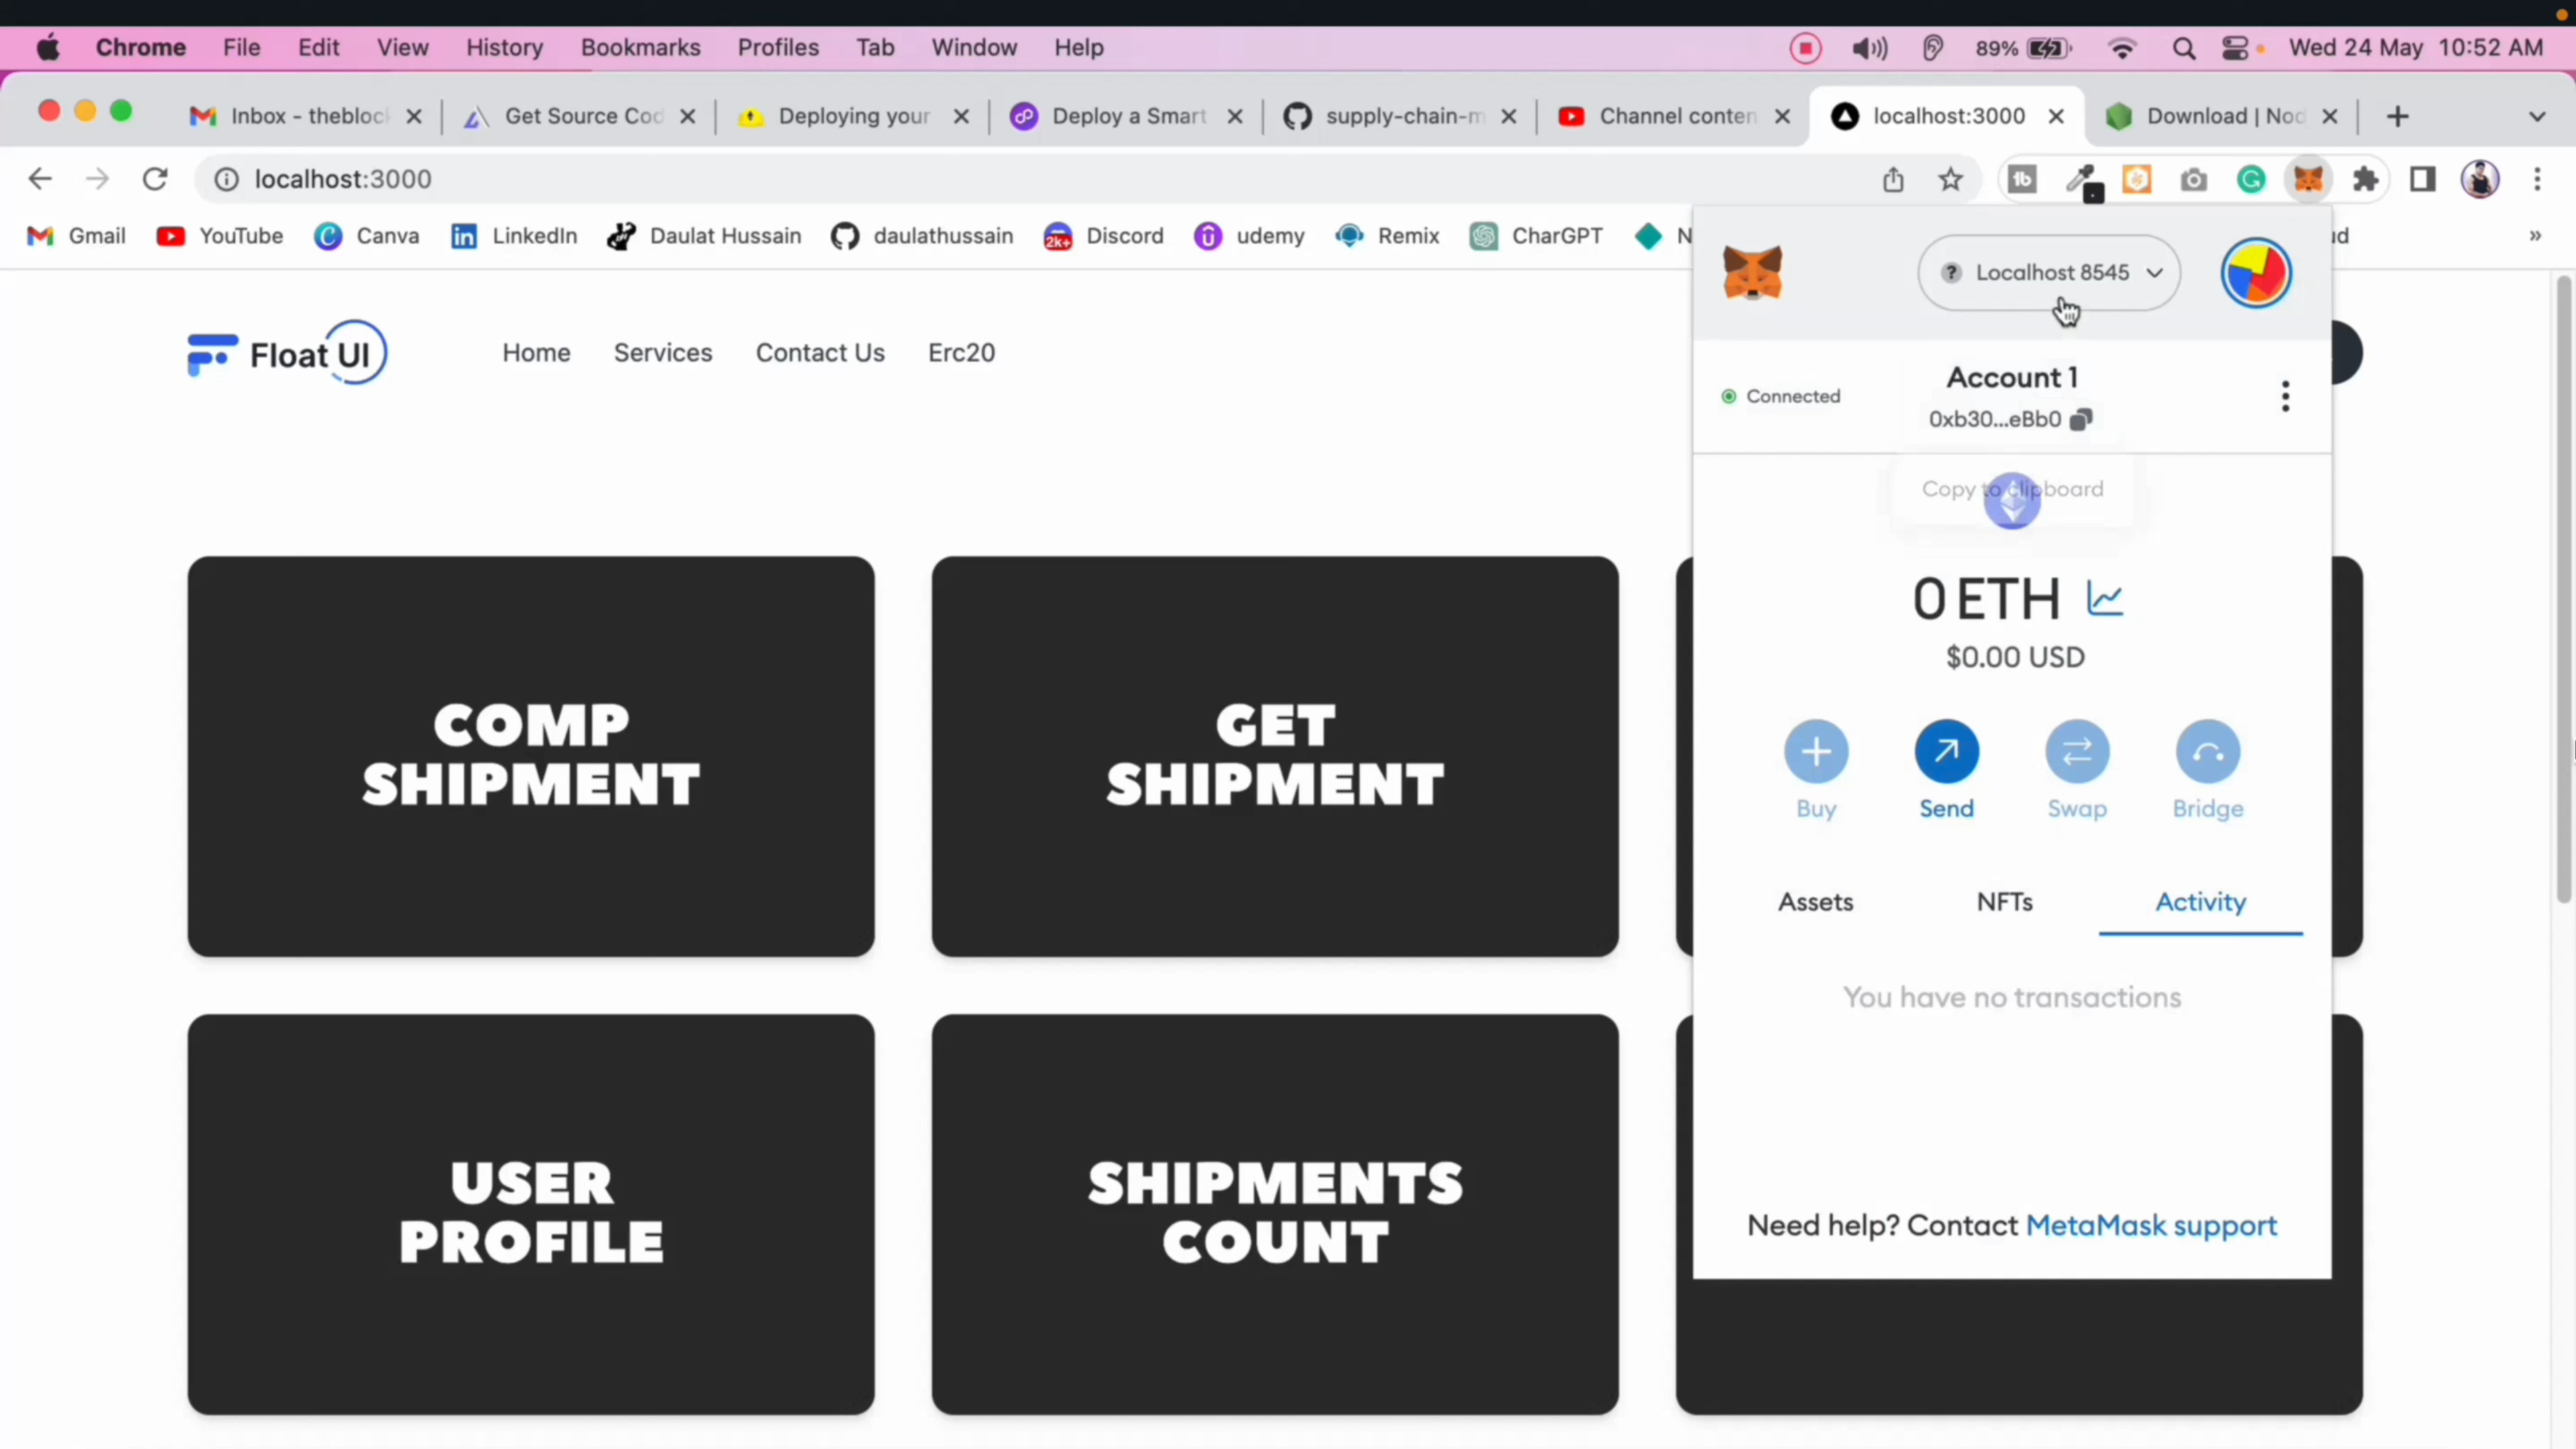 Chrome File Edit View History Bookmarks Profiles Tab Window Help 89% Wed 24 May 10:52 AM
Inbox - thebloc Get Source Cod Deploying your Deploy a Smart supply-chain-m Channel conten localhost:3000 Download | Nod
localhost:3000
Gmail YouTube Canva LinkedIn Daulat Hussain daulathussain 2k+ Discord udemy Remix CharGPT N ud
Float UI Home Services Contact Us Erc20
Localhost 8545
Account 1
Connected
0xb30...eBb0
Copy to clipboard
0 ETH
$0.00 USD
Buy Send Swap Bridge
Assets NFTs Activity
You have no transactions
Need help? Contact MetaMask support
COMP
SHIPMENT
GET
SHIPMENT
USER
PROFILE
SHIPMENTS
COUNT